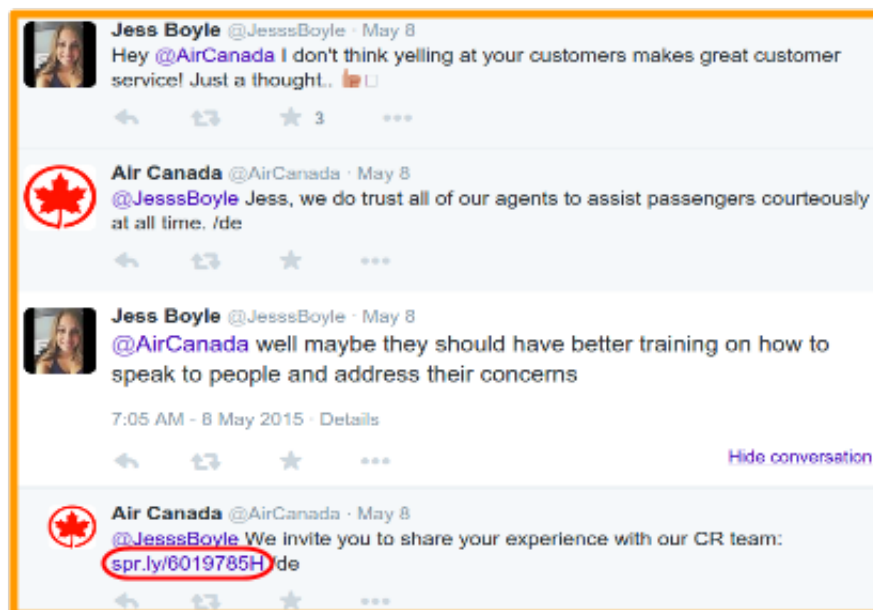 Jess Boyle @JesssBoyle · May 8
Hey @AirCanada I don't think yelling at your customers makes great customer
service! Just a thought..
3
Air Canada @AirCanada · May 8
@JesssBoyle Jess, we do trust all of our agents to assist passengers courteously
at all time. /de
Jess Boyle @JesssBoyle · May 8
@AirCanada well maybe they should have better training on how to
speak to people and address their concerns
7:05 AM - 8 May 2015 · Details
Hide conversation
Air Canada @AirCanada · May 8
@JesssBoyle We invite you to share your experience with our CR team:
spr.ly/6019785H /de